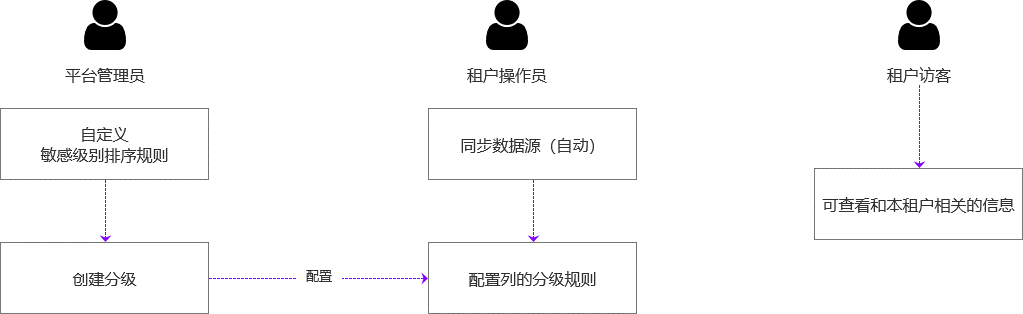 平台管理员
租户操作员
租户访客
自定义
敏感级别排序规则
同步数据源（自动）
可查看和本租户相关的信息
创建分级
配置
配置列的分级规则